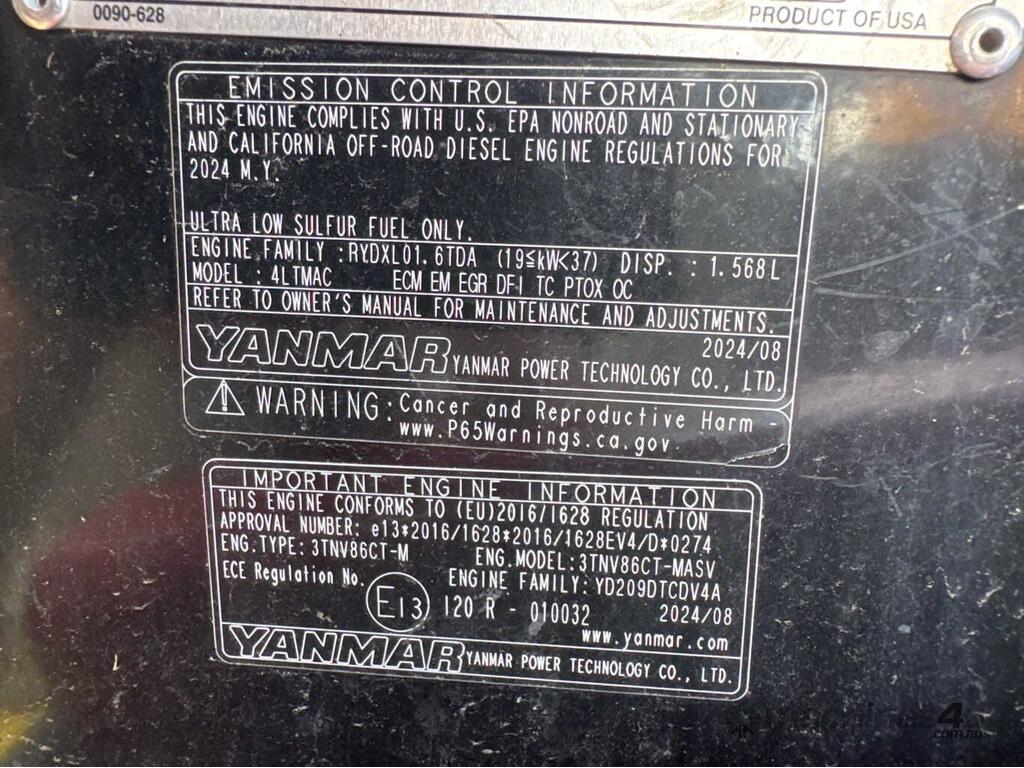 0090-628
PRODUCT OF USA
EMISSION CONTROL INFORMATION
THIS ENGINE COMPLIES WITH U.S. EPA NONROAD AND STATIONARY
AND CALIFORNIA OFF-ROAD DIESEL ENGINE REGULATIONS FOR
2024 M.Y.
ULTRA LOW SULFUR FUEL ONLY.
ENGINE FAMILY :RYDXL01.6TDA (19≦kW<37) DISP. : 1.568L
MODEL : 4LTMAC ECM EM EGR DFI TC PTOX OC
REFER TO OWNER'S MANUAL FOR MAINTENANCE AND ADJUSTMENTS.
2024/08
YANMAR YANMAR POWER TECHNOLOGY CO., LTD.
WARNING: Cancer and Reproductive Harm -
www.P65Warnings.ca.gov.
IMPORTANT ENGINE INFORMATION
THIS ENGINE CONFORMS TO (EU)2016/1628 REGULATION
APPROVAL NUMBER: e13*2016/1628*2016/1628EV4/D*0274
ENG.TYPE: 3TNV86CT-M ENG.MODEL: 3TNV86CT-MASV
ECE Regulation No. ENGINE FAMILY: YD209DTCDV4A
E13 120 R - 010032 2024/08
www.yanmar.com
YANMAR YANMAR POWER TECHNOLOGY CO., LTD.
4
.com.au